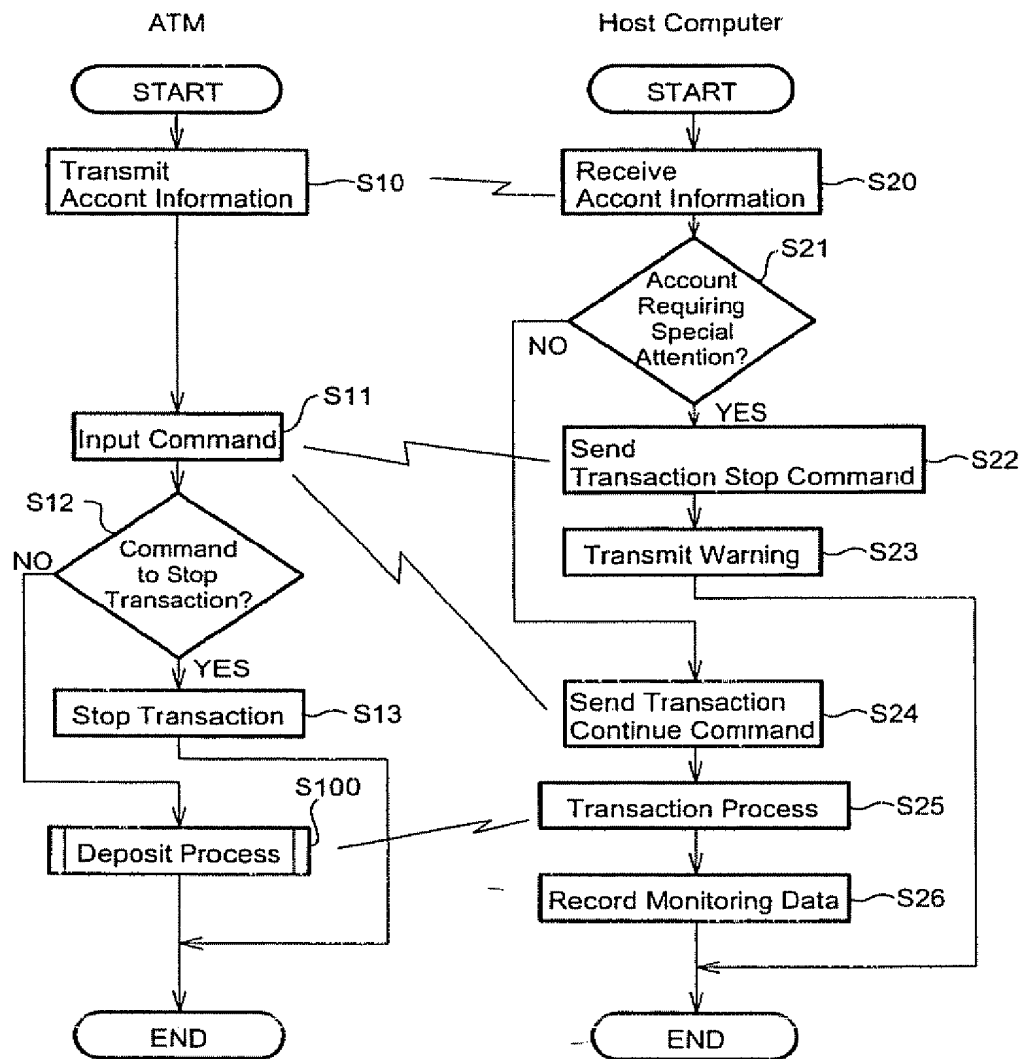 ATM
Host Computer
START
START
Transmit
Accont Information
S10
Receive
Accont Information
S20
S21
Account
Requiring
Special
Attention?
NO
YES
S11
Input Command
Send
Transaction Stop Command
S22
S12
Command
to Stop
Transaction?
NO
YES
Transmit Warning
S23
Stop Transaction
S13
Send Transaction
Continue Command
S24
S100
Deposit Process
Transaction Process
S25
Record Monitoring Data
S26
END
END